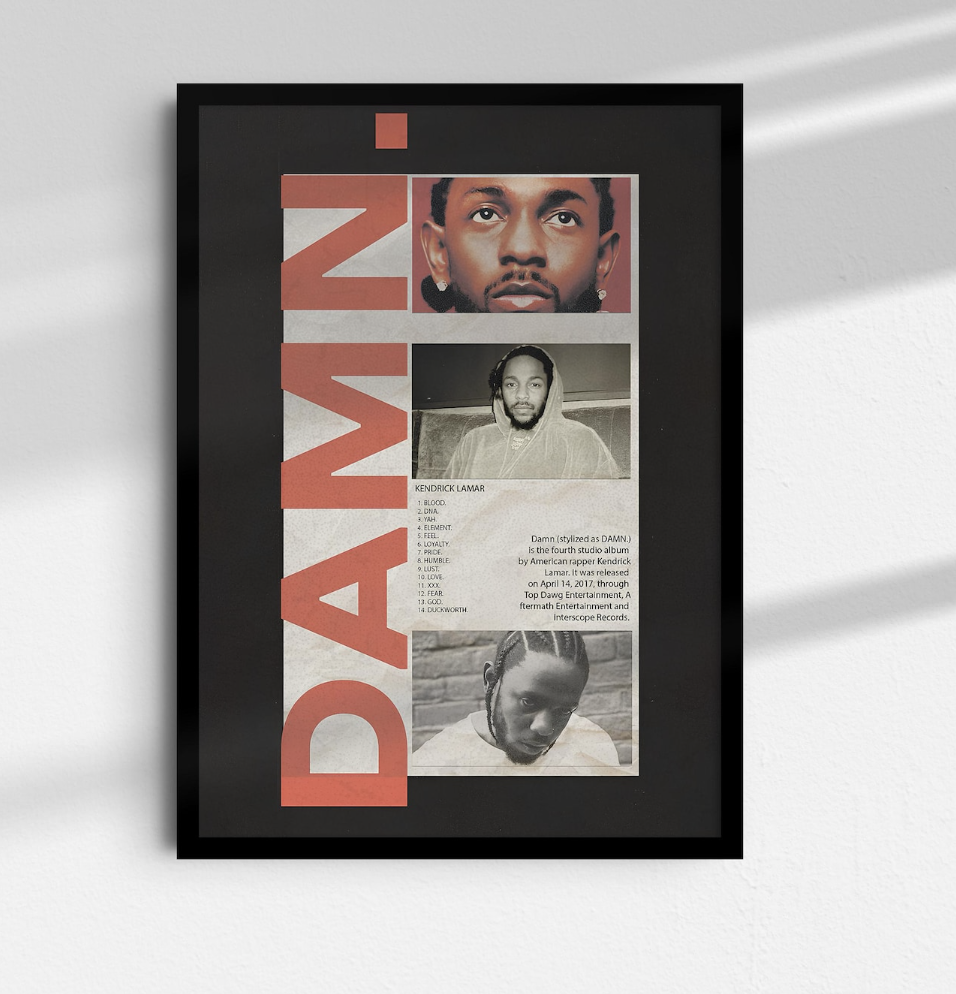 DAMN.
KENDRICK LAMAR
1. BLOOD.
2. DNA.
3. YAH.
4. ELEMENT.
5. FEEL.
6. LOYALTY.
7. PRIDE.
8. HUMBLE.
9. LUST.
10. LOVE.
11. XXX.
12. FEAR.
13. GOD.
14. DUCKWORTH.
Damn (stylized as DAMN.)
is the fourth studio album
by American rapper Kendrick
Lamar. It was released
on April 14, 2017, through
Top Dawg Entertainment, A
ftermath Entertainment and
Interscope Records.